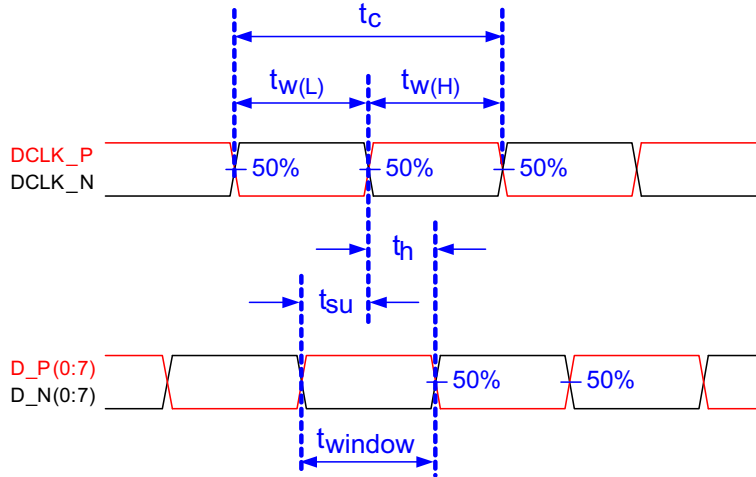 tc
tw(L) tw(H)
DCLK_P
DCLK_N
50% 50% 50%
th
tsu
D_P(0:7)
D_N(0:7)
50% 50%
twindow